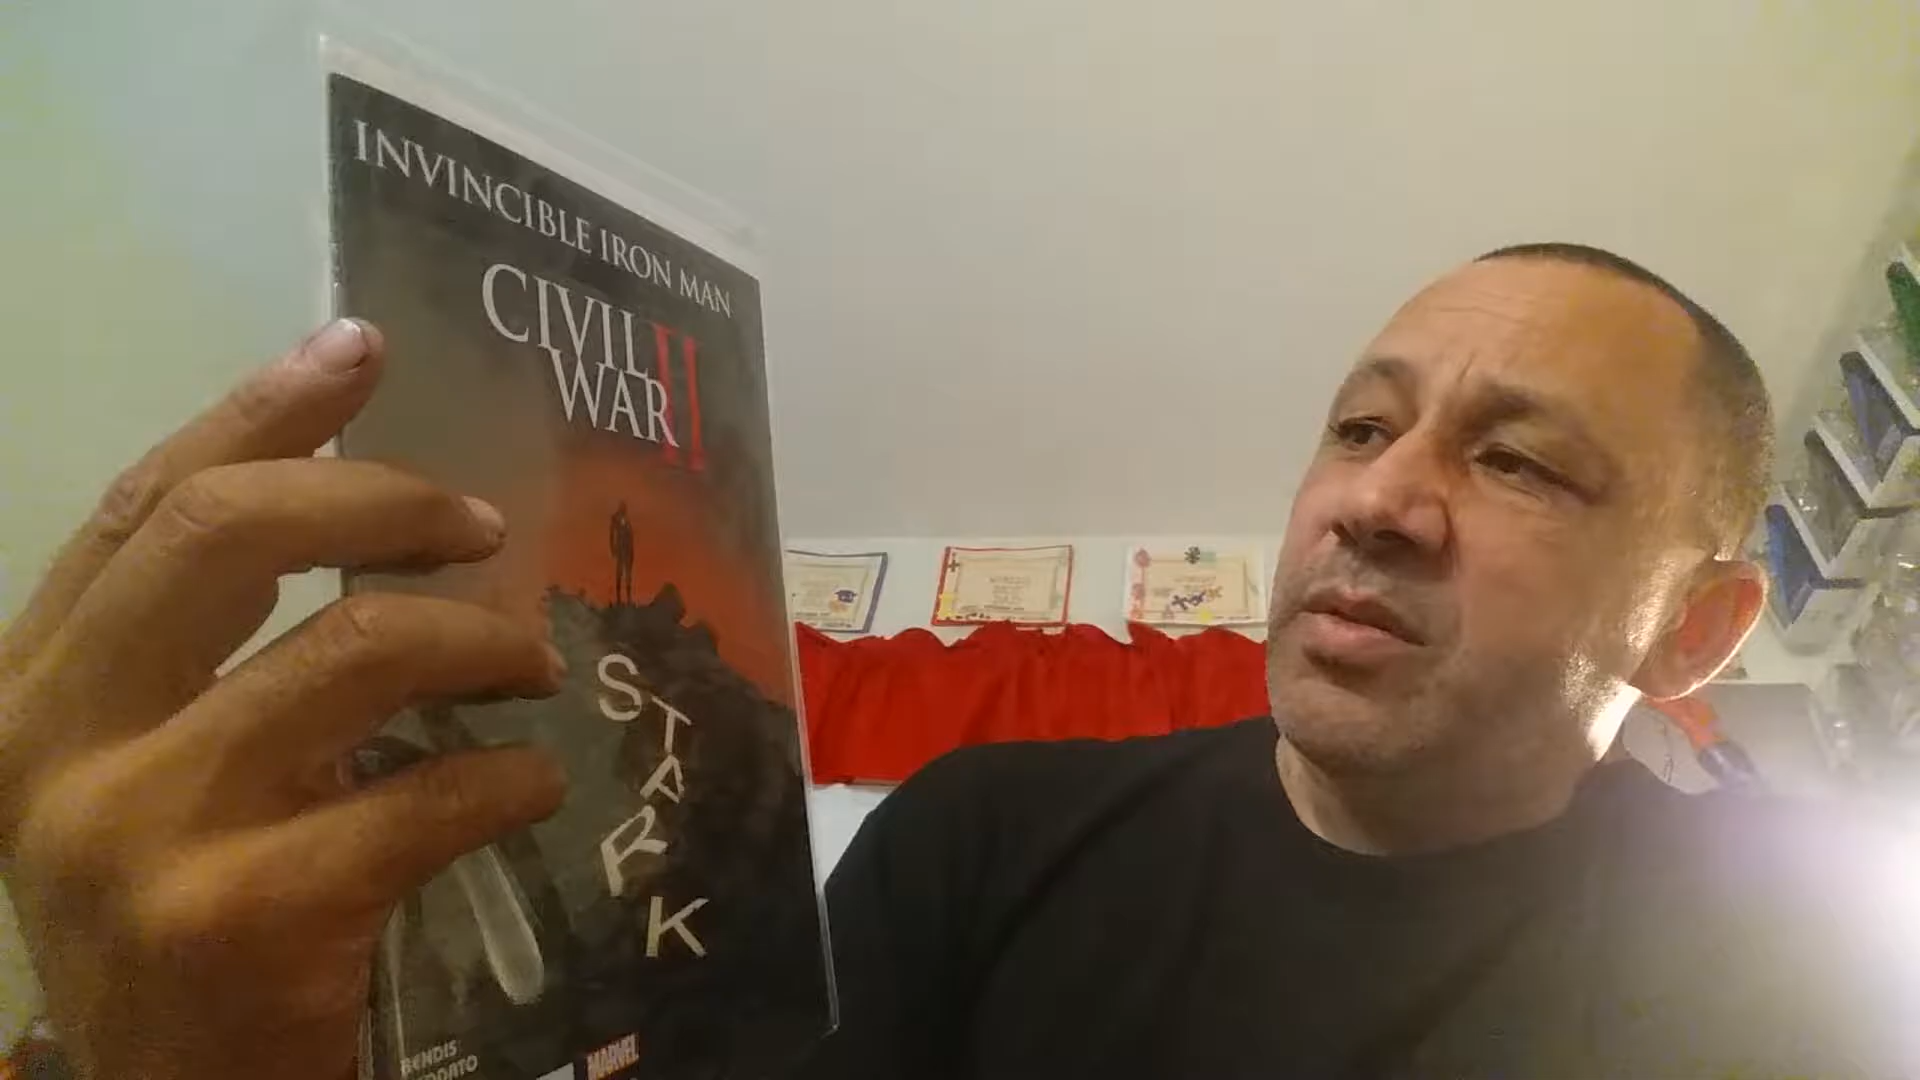 INVINCIBLE IRON MAN
CIVIL
WAR II
STARK
BENDIS
MARVEL